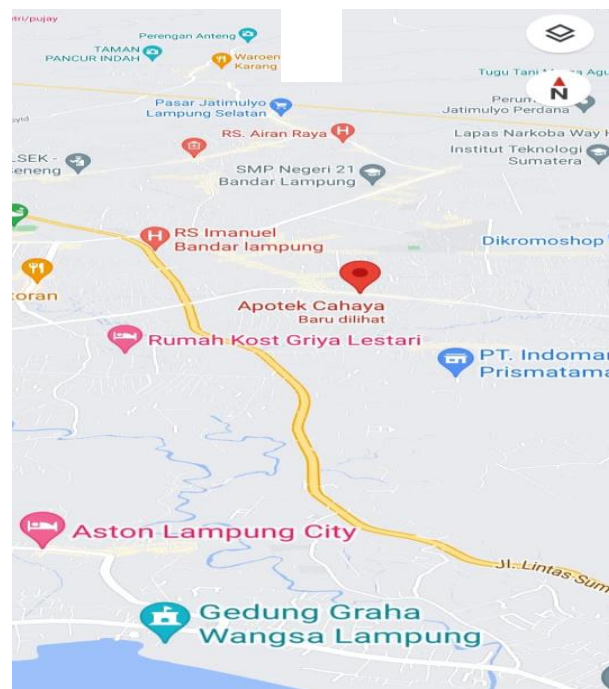 tri/pujay
Perengan Anteng
TAMAN
PANCUR INDAH
Waroen
Karang
Tugu Tani
N
Pasar Jatimulyo
Lampung Selatan
Perum
Jatimulyo Perdana
RS. Airan Raya
Lapas Narkoba Way H
Institut Teknologi
Sumatera
LSEK -
eneng
SMP Negeri 21
Bandar Lampung
RS Imanuel
Bandar lampung
Dikromoshop
toran
Apotek Cahaya
Baru dilihat
Rumah Kost Griya Lestari
PT. Indomar
Prismatama
Aston Lampung City
JL. Lintas Sum
Gedung Graha
Wangsa Lampung